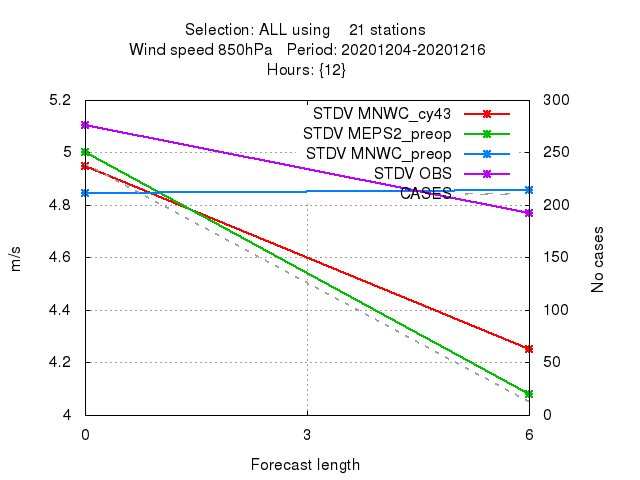 Selection: ALL using    21 stations
Wind speed 850hPa   Period: 20201204-20201216
Hours: {12}
5.2
5
4.8
4.6
4.4
4.2
4
m/s
300
250
200
150
100
50
0
No cases
STDV MNWC_cy43
STDV MEPS2_preop
STDV MNWC_preop
STDV OBS
CASES
0 3 6
Forecast length